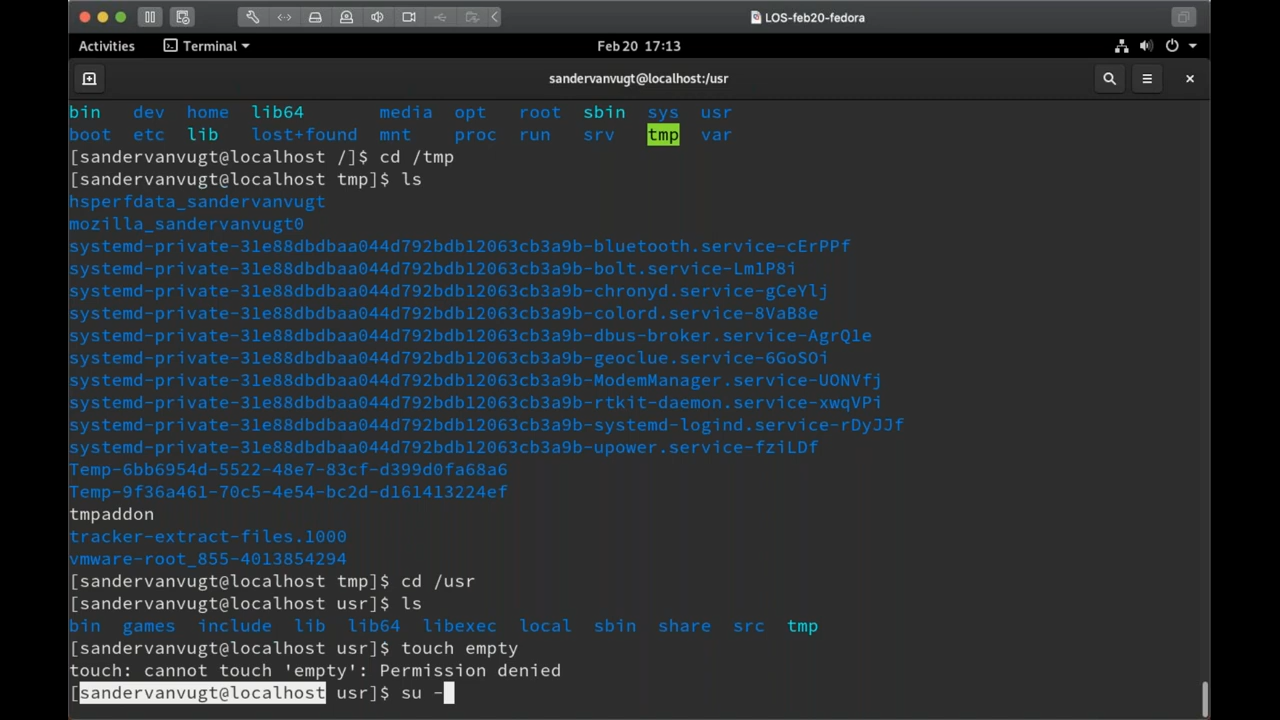 LOS-feb20-fedora
Activities Terminal Feb 20 17:13
sandervanvugt@localhost:/usr
bin dev home lib64 media opt root sbin sys usr
boot etc lib lost+found mnt proc run srv tmp var
[sandervanvugt@localhost /]$ cd /tmp
[sandervanvugt@localhost tmp]$ ls
hsperfdata_sandervanvugt
mozilla_sandervanvugt0
systemd-private-31e88dbdbaa044d792bdb12063cb3a9b-bluetooth.service-cErPPf
systemd-private-31e88dbdbaa044d792bdb12063cb3a9b-bolt.service-Lm1P8i
systemd-private-31e88dbdbaa044d792bdb12063cb3a9b-chronyd.service-gCeYlj
systemd-private-31e88dbdbaa044d792bdb12063cb3a9b-colord.service-8VaB8e
systemd-private-31e88dbdbaa044d792bdb12063cb3a9b-dbus-broker.service-AgrQle
systemd-private-31e88dbdbaa044d792bdb12063cb3a9b-geoclue.service-6GoSOi
systemd-private-31e88dbdbaa044d792bdb12063cb3a9b-ModemManager.service-UONVfj
systemd-private-31e88dbdbaa044d792bdb12063cb3a9b-rtkit-daemon.service-xwqVPi
systemd-private-31e88dbdbaa044d792bdb12063cb3a9b-systemd-logind.service-rDyJJf
systemd-private-31e88dbdbaa044d792bdb12063cb3a9b-upower.service-fziLDf
Temp-6bb6954d-5522-48e7-83cf-d399d0fa68a6
Temp-9f36a461-70c5-4e54-bc2d-d161413224ef
tmpaddon
tracker-extract-files.1000
vmware-root_855-4013854294
[sandervanvugt@localhost tmp]$ cd /usr
[sandervanvugt@localhost usr]$ ls
bin games include lib lib64 libexec local sbin share src tmp
[sandervanvugt@localhost usr]$ touch empty
touch: cannot touch 'empty': Permission denied
[sandervanvugt@localhost usr]$ su -